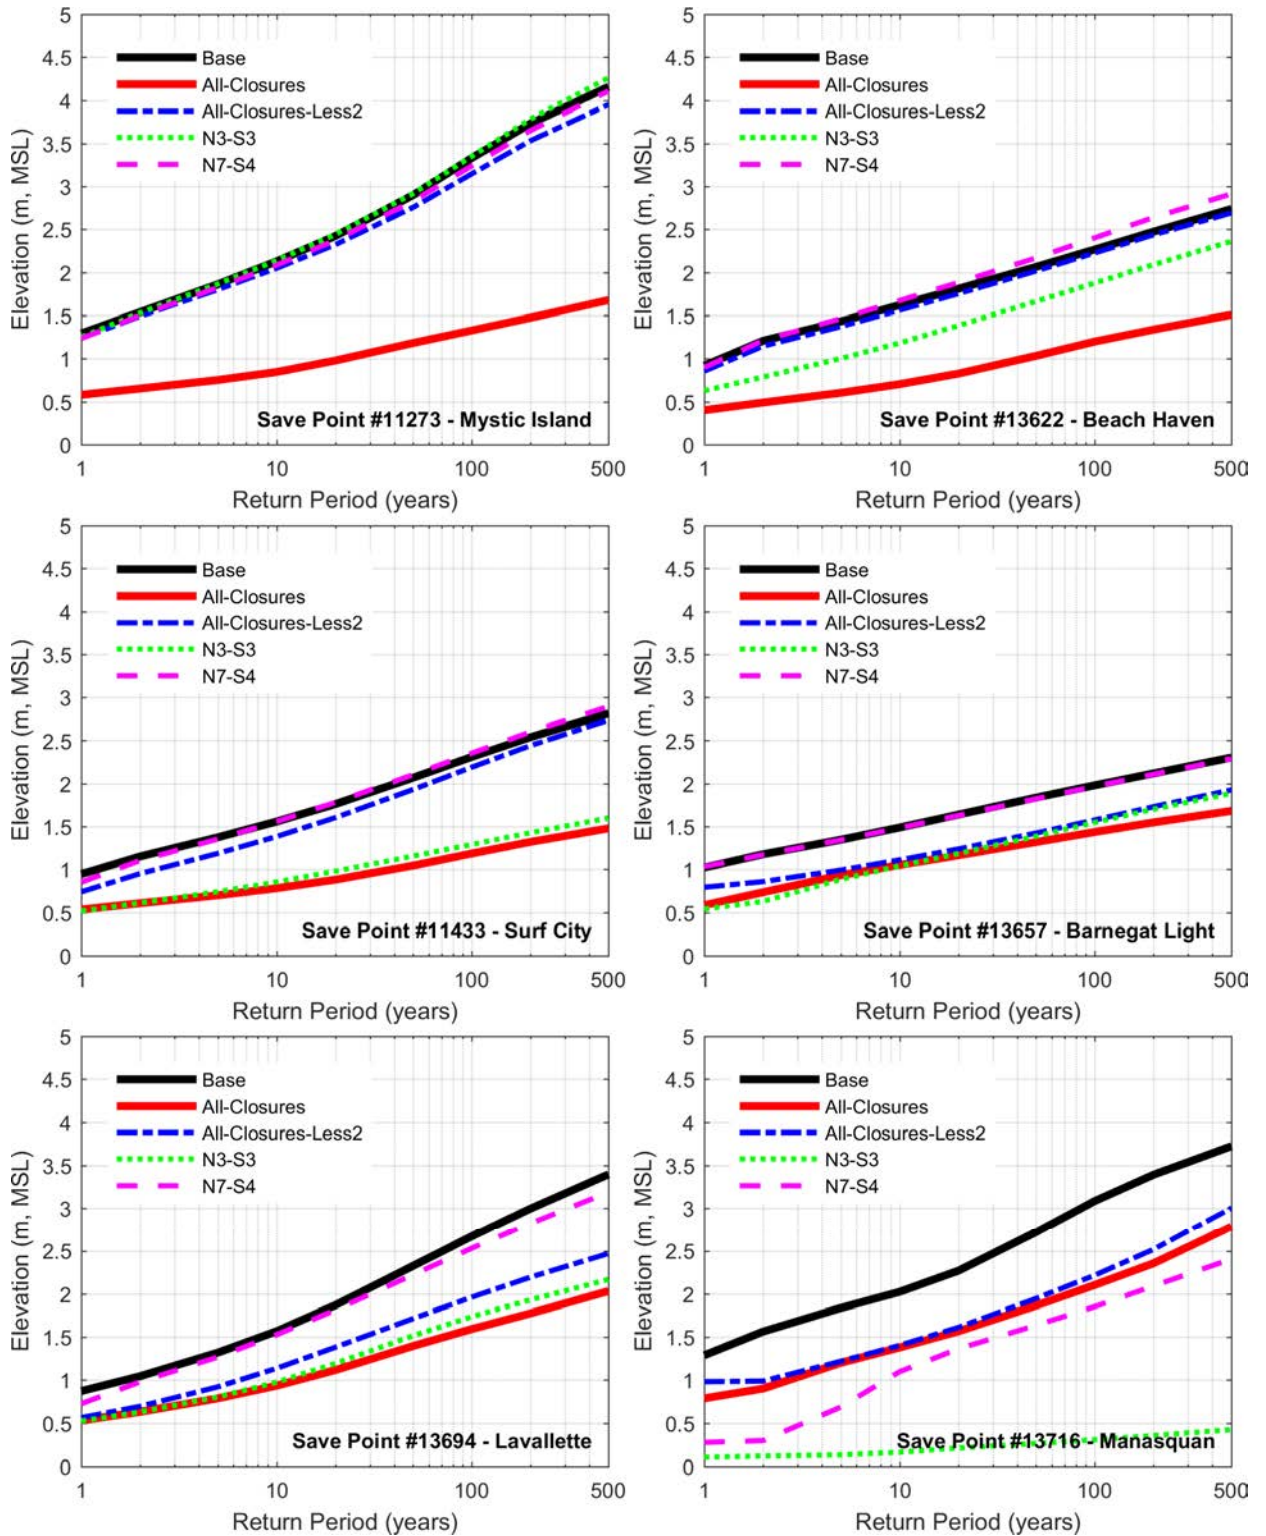 5
4.5
4
3.5
3
2.5
2
1.5
1
0.5
0
Elevation (m, MSL)
Base
All-Closures
All-Closures-Less2
N3-S3
N7-S4
Save Point #11273 - Mystic Island
1 10 100 500
Return Period (years)
5
4.5
4
3.5
3
2.5
2
1.5
1
0.5
0
Elevation (m, MSL)
Base
All-Closures
All-Closures-Less2
N3-S3
N7-S4
Save Point #13622 - Beach Haven
1 10 100 500
Return Period (years)
5
4.5
4
3.5
3
2.5
2
1.5
1
0.5
0
Elevation (m, MSL)
Base
All-Closures
All-Closures-Less2
N3-S3
N7-S4
Save Point #11433 - Surf City
1 10 100 500
Return Period (years)
5
4.5
4
3.5
3
2.5
2
1.5
1
0.5
0
Elevation (m, MSL)
Base
All-Closures
All-Closures-Less2
N3-S3
N7-S4
Save Point #13657 - Barnegat Light
1 10 100 500
Return Period (years)
5
4.5
4
3.5
3
2.5
2
1.5
1
0.5
0
Elevation (m, MSL)
Base
All-Closures
All-Closures-Less2
N3-S3
N7-S4
Save Point #13694 - Lavallette
1 10 100 500
Return Period (years)
5
4.5
4
3.5
3
2.5
2
1.5
1
0.5
0
Elevation (m, MSL)
Base
All-Closures
All-Closures-Less2
N3-S3
N7-S4
Save Point #13716 - Manasquan
1 10 100 500
Return Period (years)